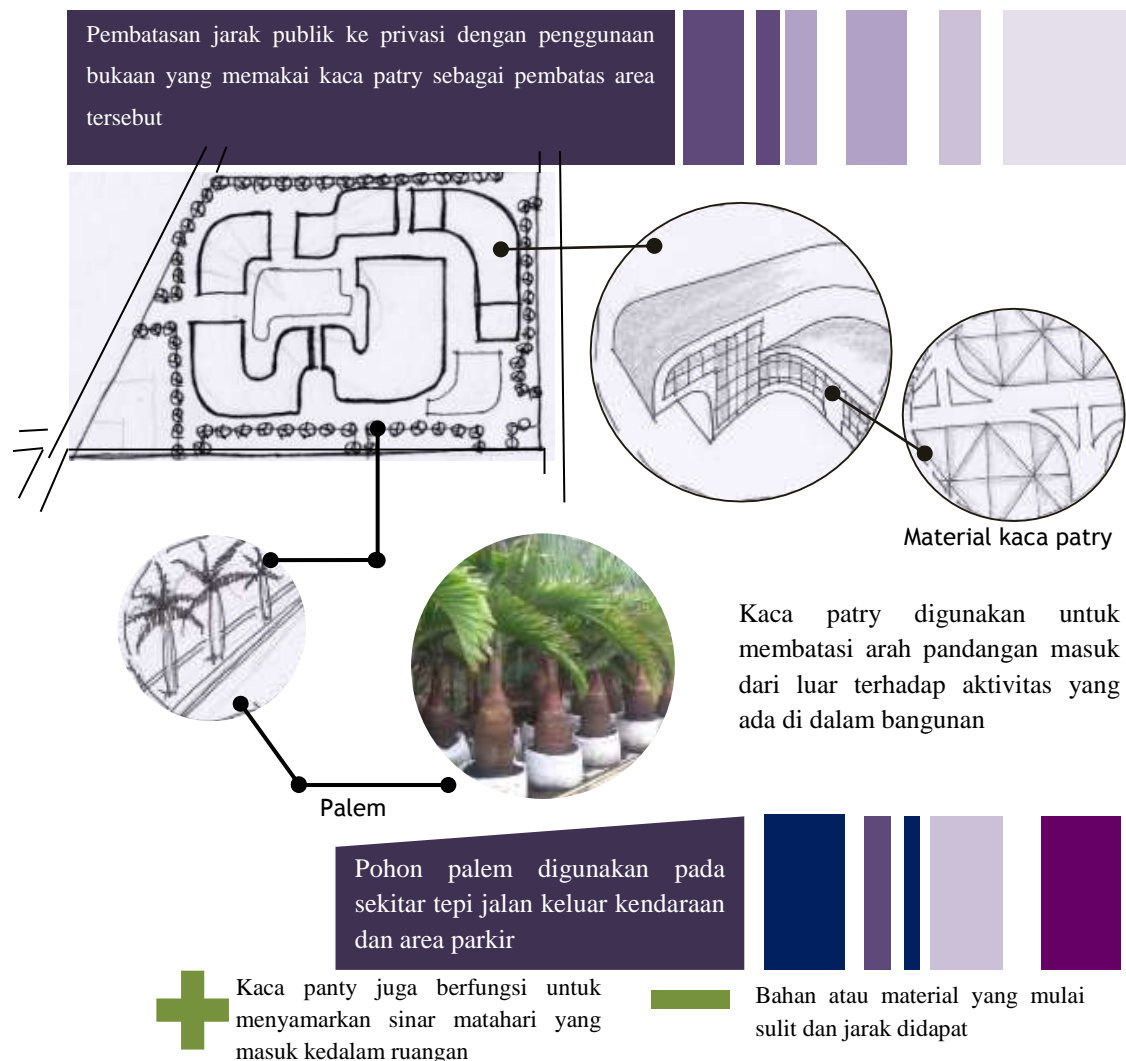 Pembatasan jarak publik ke privasi dengan penggunaan
bukaan yang memakai kaca patry sebagai pembatas area
tersebut
Material kaca patry
Kaca patry digunakan untuk
membatasi arah pandangan masuk
dari luar terhadap aktivitas yang
ada di dalam bangunan
Palem
Pohon palem digunakan pada
sekitar tepi jalan keluar kendaraan
dan area parkir
Kaca panty juga berfungsi untuk
menyamarkan sinar matahari yang
masuk kedalam ruangan
Bahan atau material yang mulai
sulit dan jarak didapat